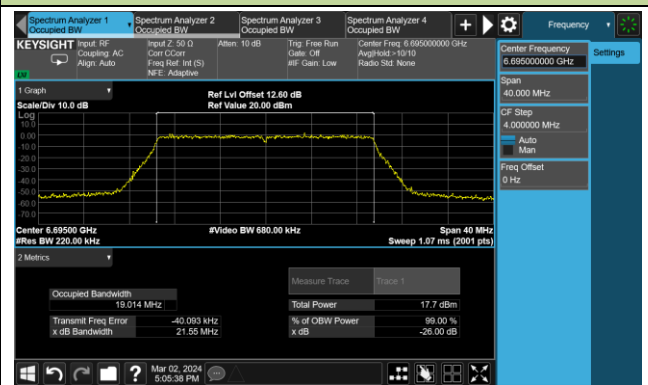 Spectrum Analyzer 1
Occupied BW
Spectrum Analyzer 2
Occupied BW
Spectrum Analyzer 3
Occupied BW
Spectrum Analyzer 4
Occupied BW
Frequency
KEYSIGHT
Input: RF
Coupling: AC
Align: Auto
Input Z: 50 Ω
Corr CCorr
Freq Ref: Int (S)
NFE: Adaptive
Atten: 10 dB
Trig: Free Run
Gate: Off
#IF Gain: Low
Center Freq: 6.695000000 GHz
Avg|Hold:>10/10
Radio Std: None
Center Frequency
6.695000000 GHz
Settings
Span
40.000 MHz
CF Step
4.000000 MHz
Auto
Man
Freq Offset
0 Hz
1 Graph
Scale/Div 10.0 dB
Ref Lvl Offset 12.60 dB
Ref Value 20.00 dBm
Log
10.0
0.00
-10.0
-20.0
-30.0
-40.0
-50.0
-60.0
-70.0
Center 6.69500 GHz
#Res BW 220.00 kHz
#Video BW 680.00 kHz
Span 40 MHz
Sweep 1.07 ms (2001 pts)
2 Metrics
Measure Trace
Trace 1
Occupied Bandwidth
19.014 MHz
Total Power
17.7 dBm
Transmit Freq Error
-40.093 kHz
% of OBW Power
99.00 %
x dB Bandwidth
21.55 MHz
x dB
-26.00 dB
Mar 02, 2024
5:05:38 PM